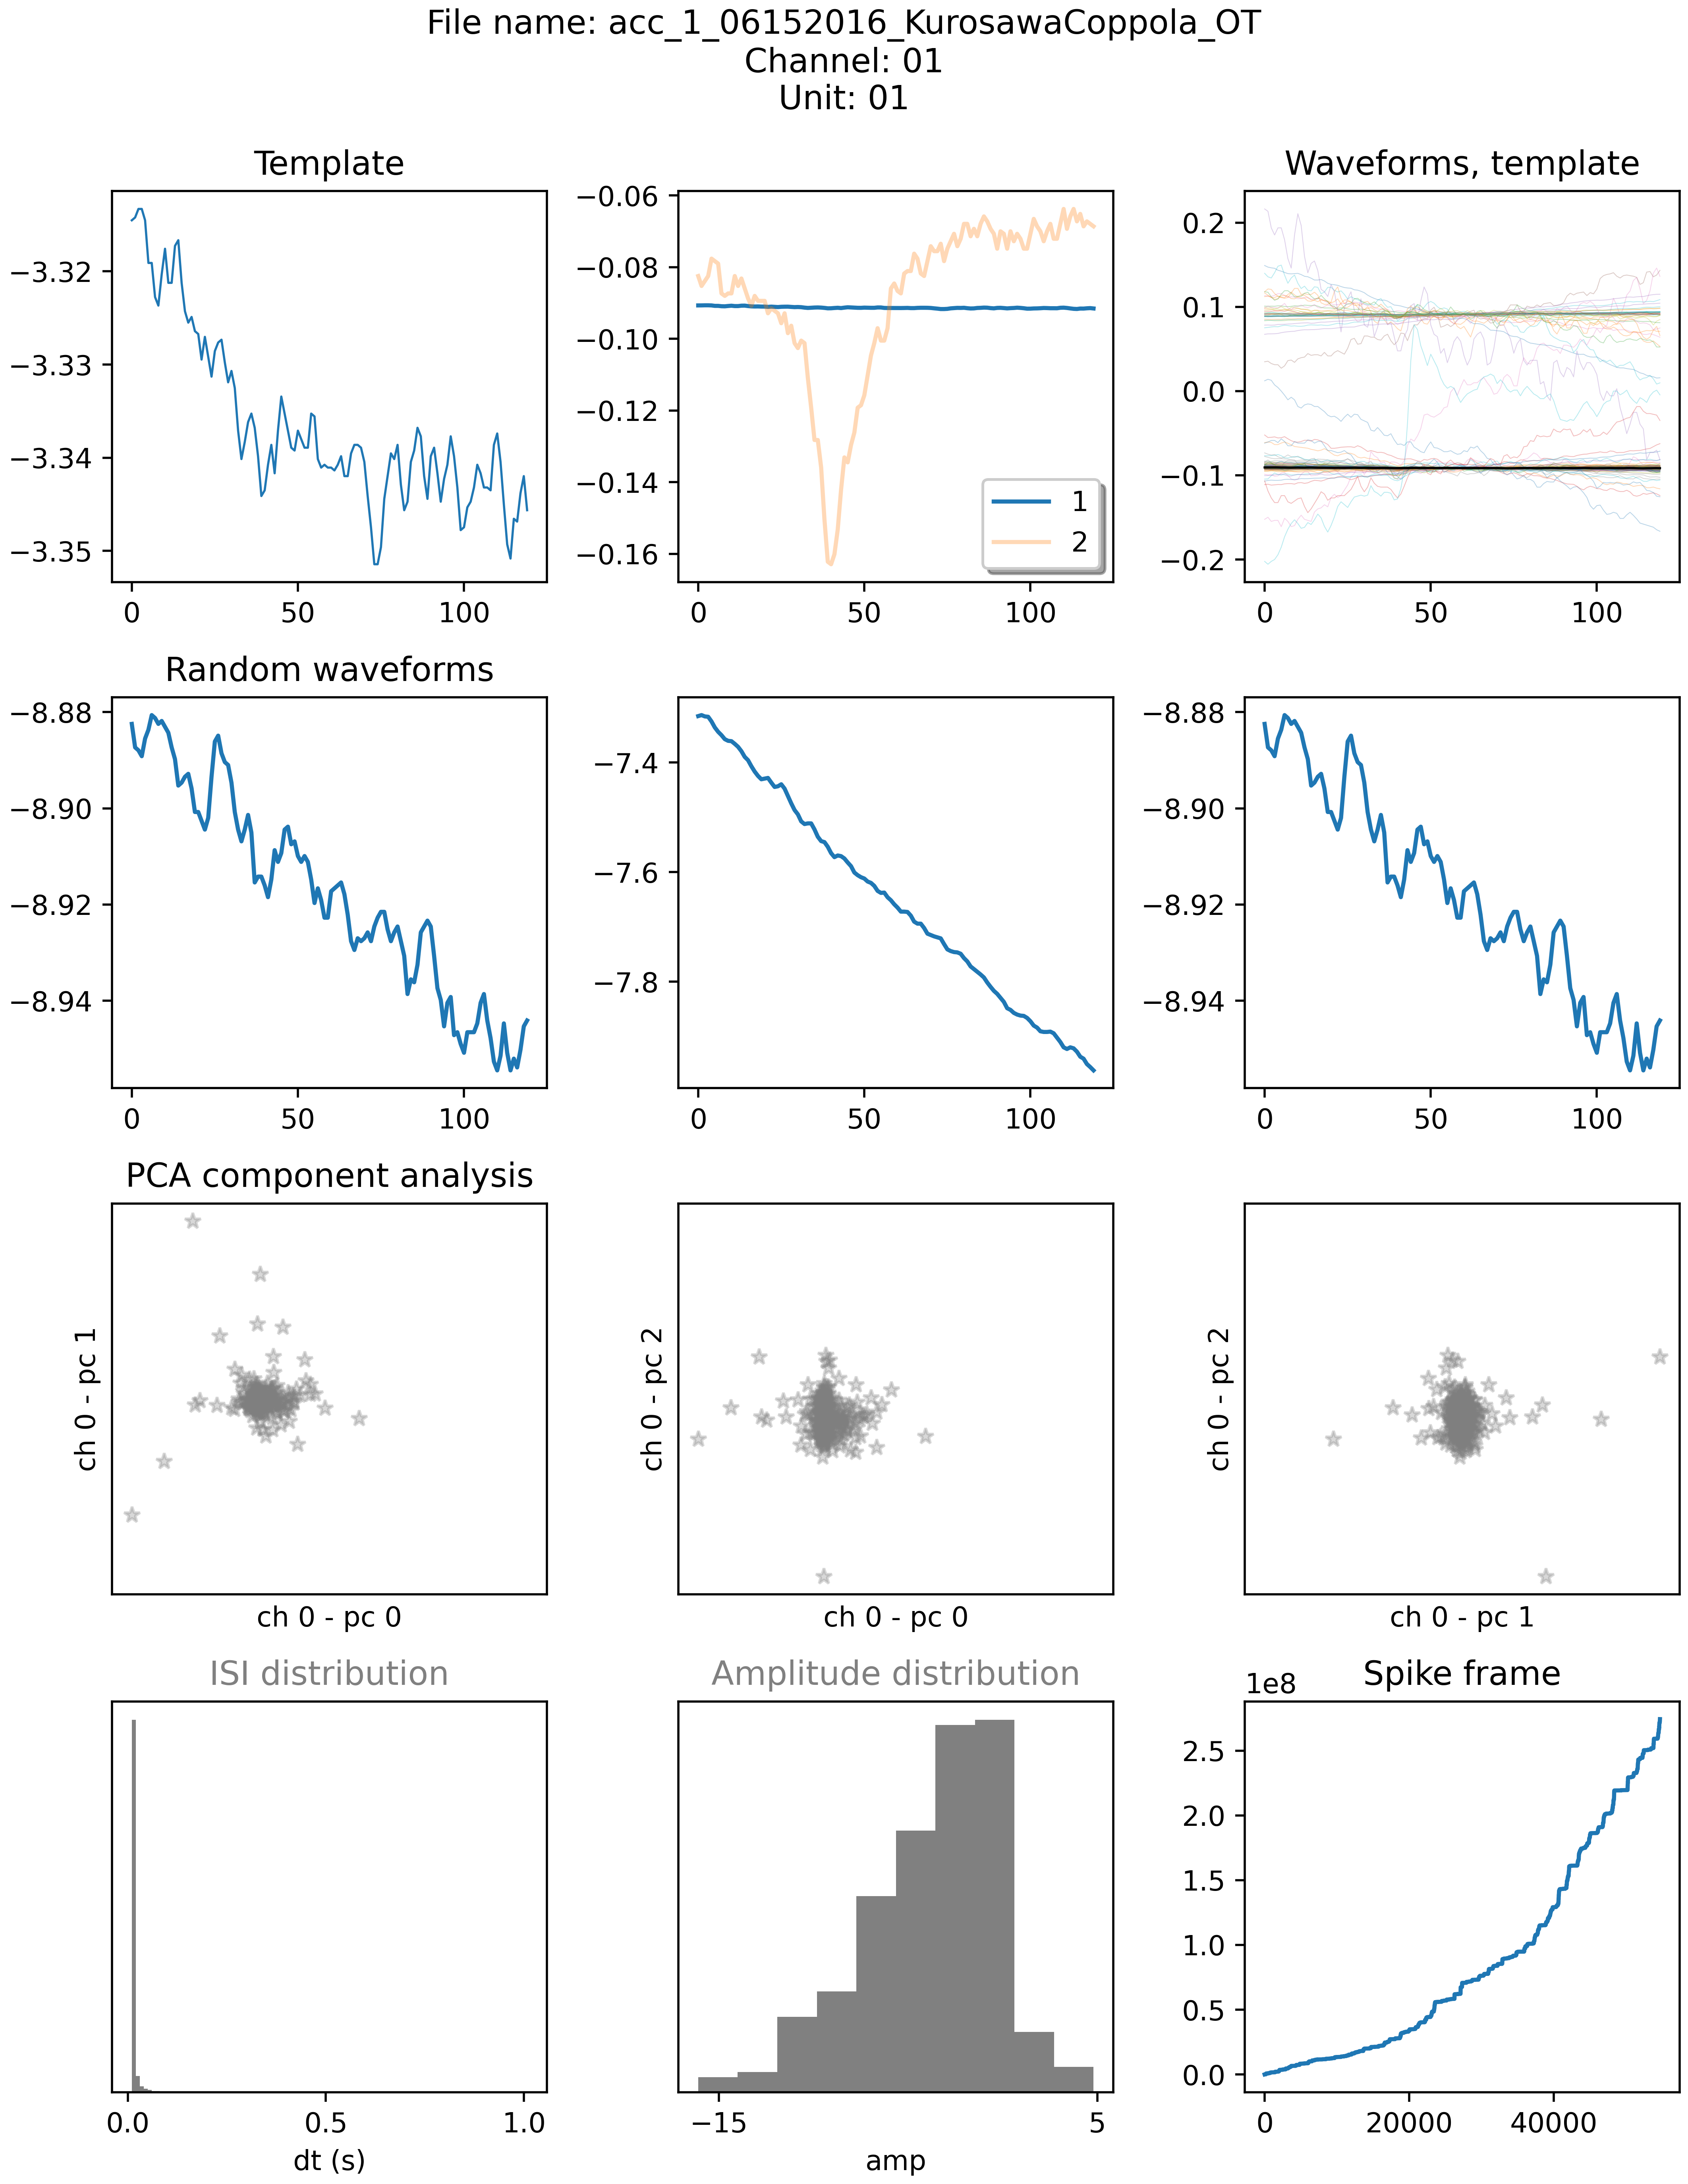 File name: acc_1_06152016_KurosawaCoppola_OT
Channel: 01
Unit: 01
Template
−3.32
−3.33
−3.34
−3.35
0 50 100
−0.06
−0.08
−0.10
−0.12
−0.14
−0.16
1
2
0 50 100
Waveforms, template
0.2
0.1
0.0
−0.1
−0.2
0 50 100
Random waveforms
−8.88
−8.90
−8.92
−8.94
0 50 100
−7.4
−7.6
−7.8
0 50 100
−8.88
−8.90
−8.92
−8.94
0 50 100
PCA component analysis
ch 0 - pc 1
ch 0 - pc 0
ch 0 - pc 2
ch 0 - pc 0
ch 0 - pc 2
ch 0 - pc 1
ISI distribution
0.0 0.5 1.0
dt (s)
Amplitude distribution
−15 5
amp
Spike frame
1e8
2.5
2.0
1.5
1.0
0.5
0.0
0 20000 40000